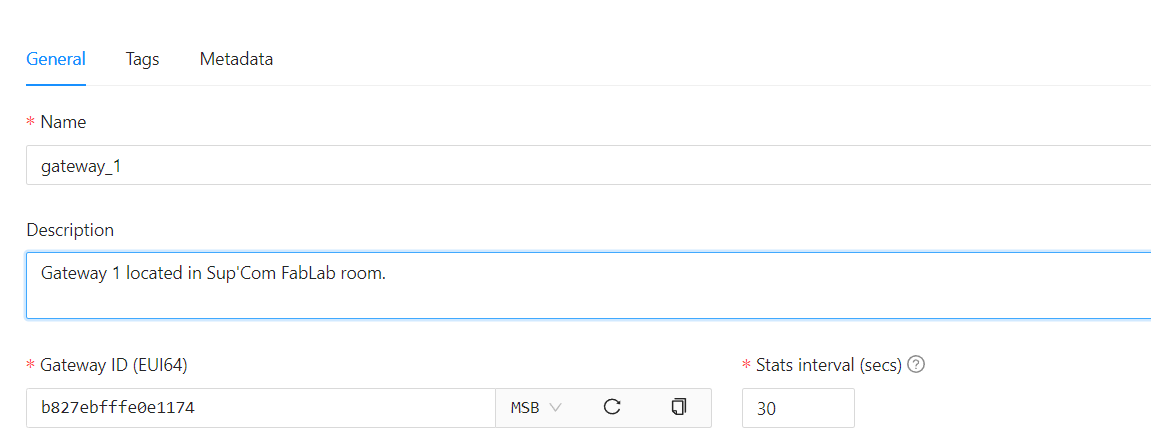 General Tags Metadata
* Name
gateway_1
Description
Gateway 1 located in Sup'Com FabLab room.
* Gateway ID (EUI64) * Stats interval (secs) ?
b827ebfffe0e1174 MSB 30